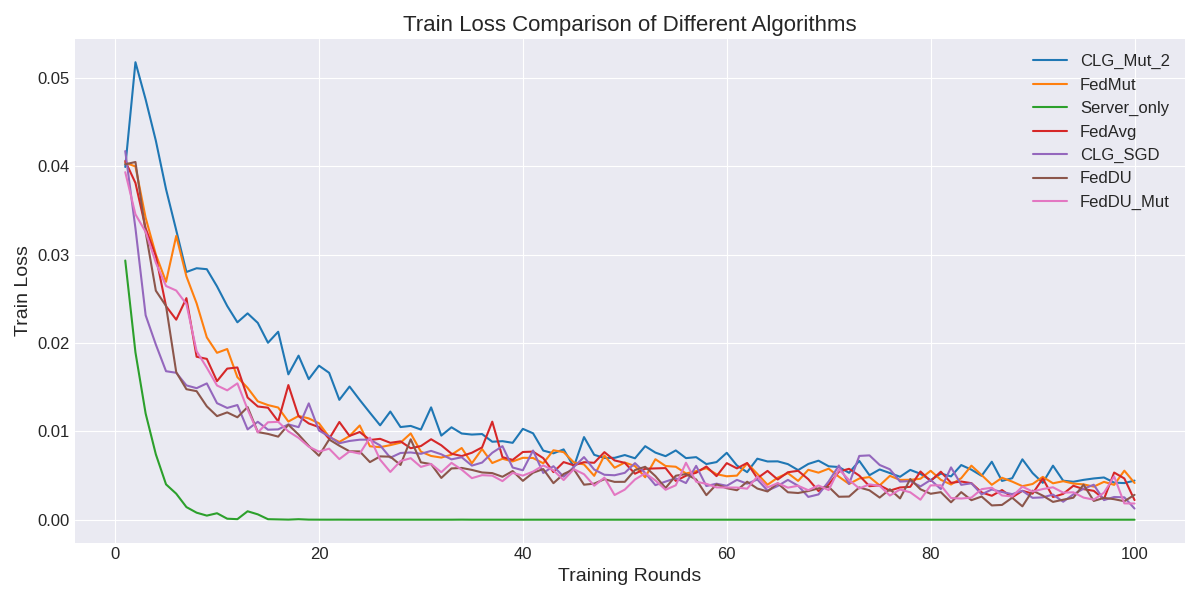 Train Loss Comparison of Different Algorithms
0.05
0.04
0.03
0.02
0.01
0.00
Train Loss
0
20
40
60
80
100
Training Rounds
CLG_Mut_2
FedMut
Server_only
FedAvg
CLG_SGD
FedDU
FedDU_Mut